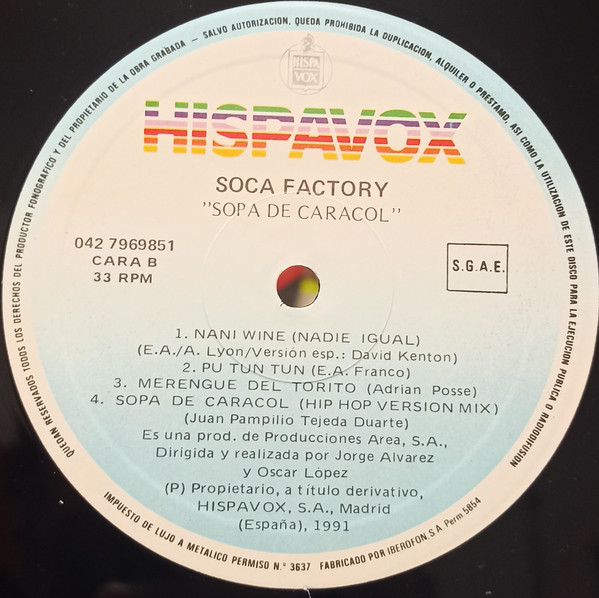 QUEDAN RESERVADOS TODOS LOS DERECHOS DEL PRODUCTOR FONOGRAFICO Y DEL PROPIETARIO DE LA OBRA GRABADA — SALVO AUTORIZACION, QUEDA PROHIBIDA LA DUPLICACION, ALQUILER O PRESTAMO, ASI COMO LA UTILIZACION DE ESTE DISCO PARA LA EJECUCION PUBLICA O RADIODIFUSION
HISPA
VOX
HISPAVOX
SOCA FACTORY
"SOPA DE CARACOL"
042 7969851
CARA B
33 RPM
S.G.A.E.
1. NANI WINE (NADIE IGUAL)
(E.A./A. Lyon/Versión esp.: David Kenton)
2. PU TUN TUN (E.A. Franco)
3. MERENGUE DEL TORITO (Adrian Posse)
4. SOPA DE CARACOL (HIP HOP VERSION MIX)
(Juan Pampilio Tejeda Duarte)
Es una prod. de Producciones Area, S.A.,
Dirigida y realizada por Jorge Alvarez
y Oscar López
(P) Propietario, a título derivativo,
HISPAVOX, S.A., Madrid
(España), 1991
IMPUESTO DE LUJO A METALICO PERMISO N.º 3637 FABRICADO POR IBEROFON, S.A. Perm 5854